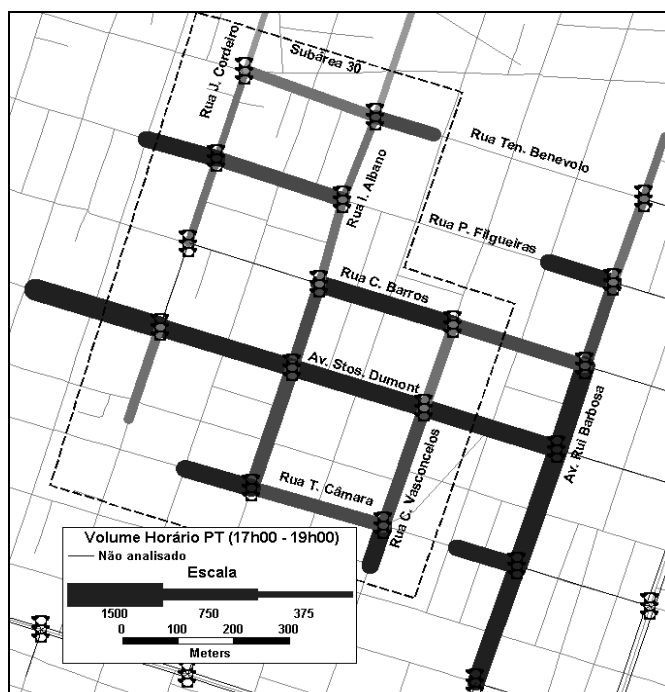 Subárea 30
Rua J. Cordeiro
Rua Ten. Benevolo
Rua I. Albano
Rua P. Filgueiras
Rua C. Barros
Av. Stos. Dumont
Av. Rui Barbosa
Rua C. Vasconcelos
Rua T. Câmara
Volume Horário PT (17h00 - 19h00)
Não analisado
Escala
1500 750 375
0 100 200 300
Meters